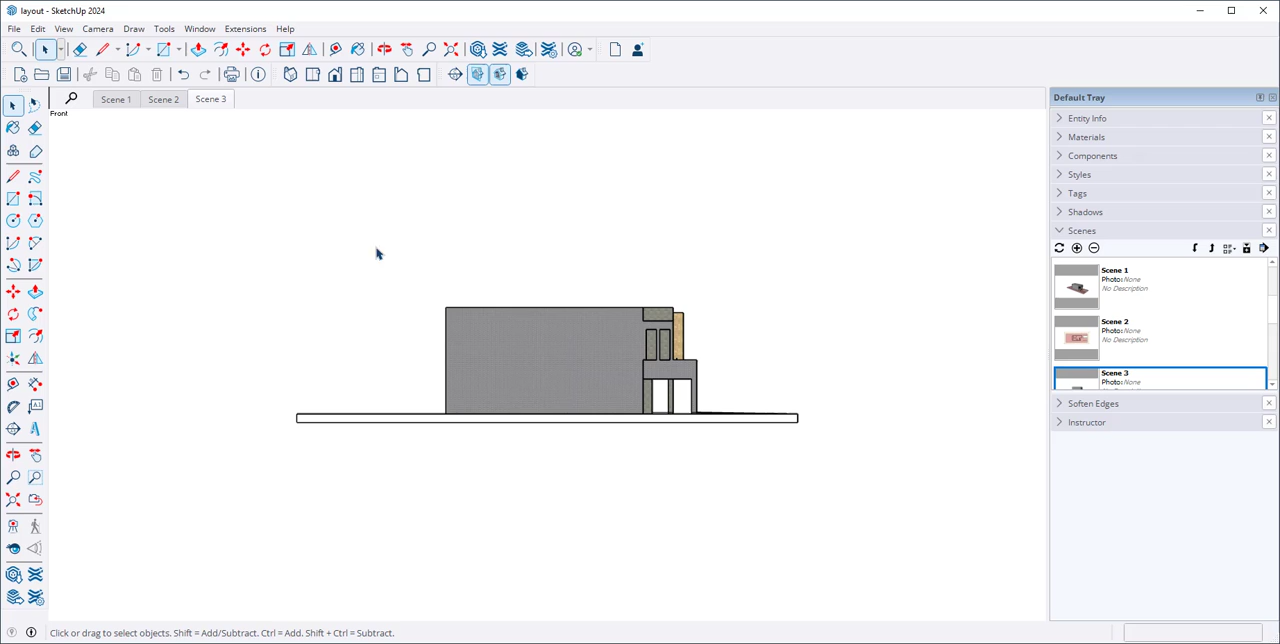 layout - SketchUp 2024
File Edit View Camera Draw Tools Window Extensions Help
Scene 1 Scene 2 Scene 3
Front
Default Tray
Entity Info
Materials
Components
Styles
Tags
Shadows
Scenes
Scene 1
Photo: None
No Description
Scene 2
Photo: None
No Description
Scene 3
Photo: None
Soften Edges
Instructor
Click or drag to select objects. Shift = Add/Subtract. Ctrl = Add. Shift + Ctrl = Subtract.